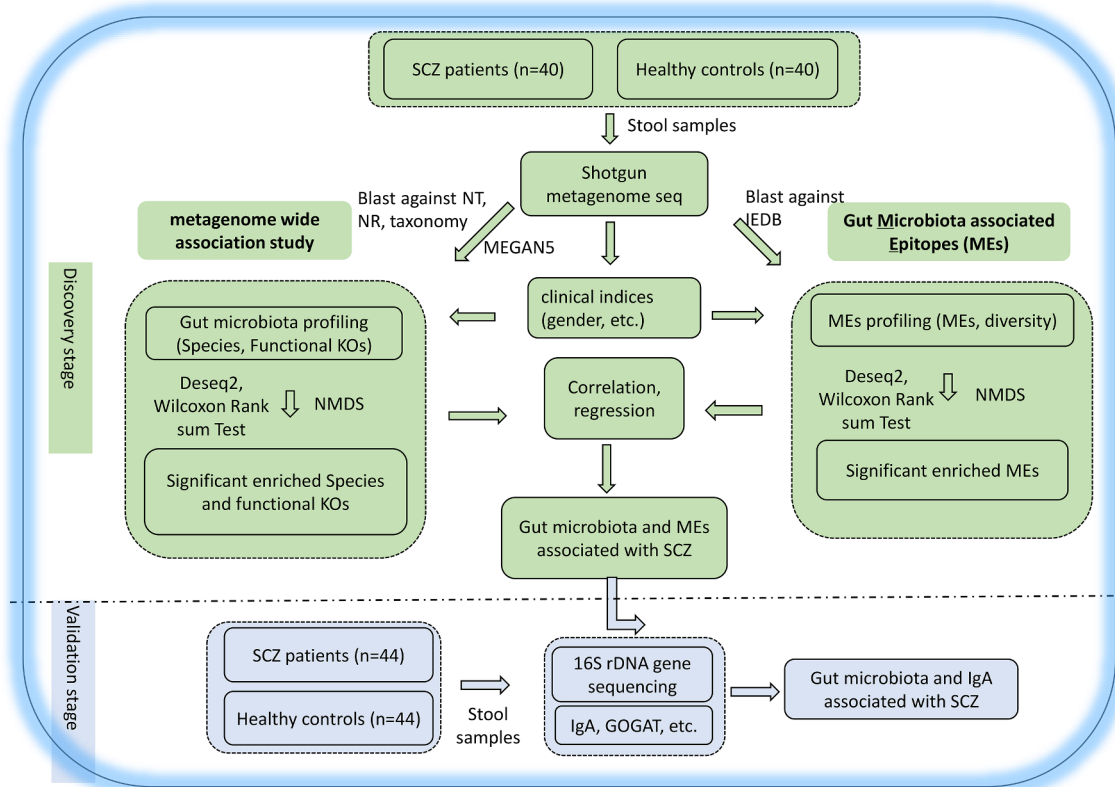 SCZ patients (n=40)
Healthy controls (n=40)
Stool samples
Shotgun
metagenome seq
Blast against NT,
NR, taxonomy
MEGAN5
Blast against
IEDB
metagenome wide
association study
Gut Microbiota associated
Epitopes (MEs)
Discovery stage
clinical indices
(gender, etc.)
Gut microbiota profiling
(Species, Functional KOs)
Deseq2,
Wilcoxon Rank
sum Test
NMDS
Significant enriched Species
and functional KOs
MEs profiling (MEs, diversity)
Deseq2,
Wilcoxon Rank
sum Test
NMDS
Significant enriched MEs
Correlation,
regression
Gut microbiota and MEs
associated with SCZ
Validation stage
SCZ patients (n=44)
Healthy controls (n=44)
Stool
samples
16S rDNA gene
sequencing
IgA, GOGAT, etc.
Gut microbiota and IgA
associated with SCZ